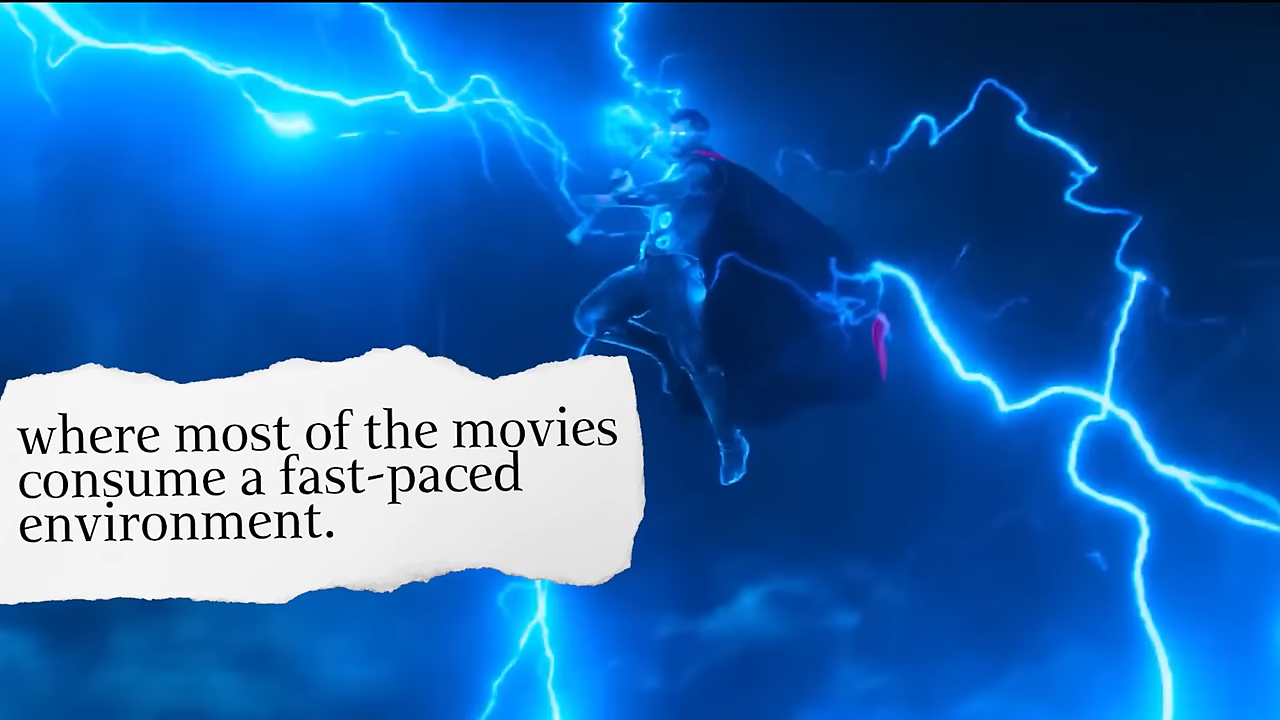 where most of the movies
consume a fast-paced
environment.